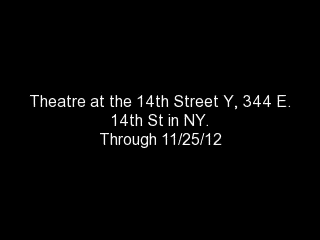 Theatre at the 14th Street Y, 344 E.
14th St in NY.
Through 11/25/12